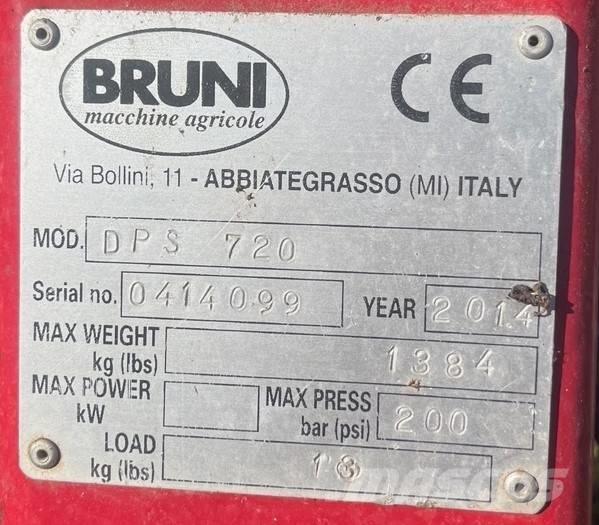 BRUNI
macchine agricole
CE
Via Bollini, 11 - ABBIATEGRASSO (MI) ITALY
MOD. DPS 720
Serial no. 0414099 YEAR 2014
MAX WEIGHT
kg (lbs) 1384
MAX POWER
kW
MAX PRESS
bar (psi) 200
LOAD
kg (lbs)
mascus